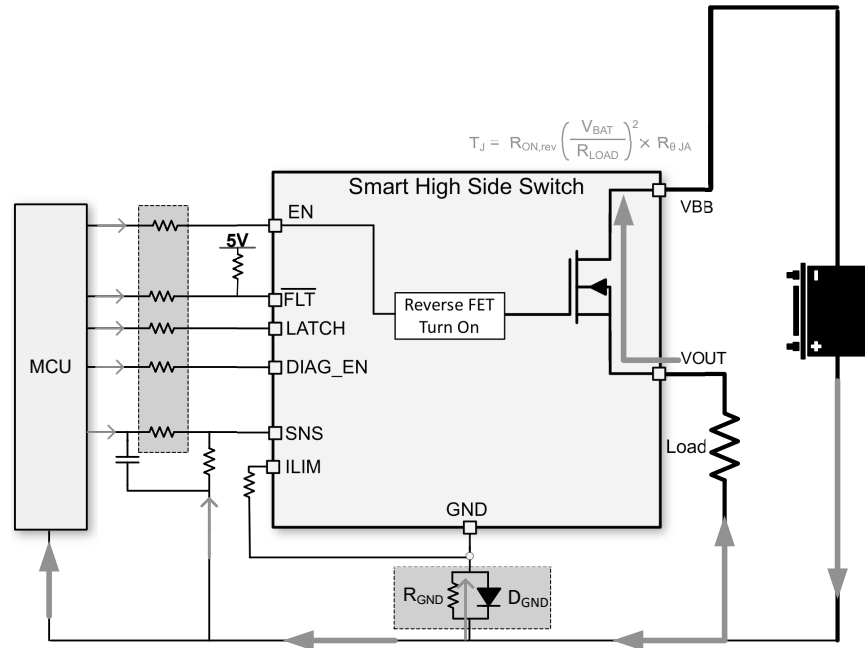 T_J = R_ON,rev (V_BAT / R_LOAD)^2 × R_θJA
Smart High Side Switch
VBB
EN
5V
FLT
Reverse FET
Turn On
LATCH
MCU
DIAG_EN
VOUT
SNS
Load
ILIM
GND
R_GND
D_GND
-
+